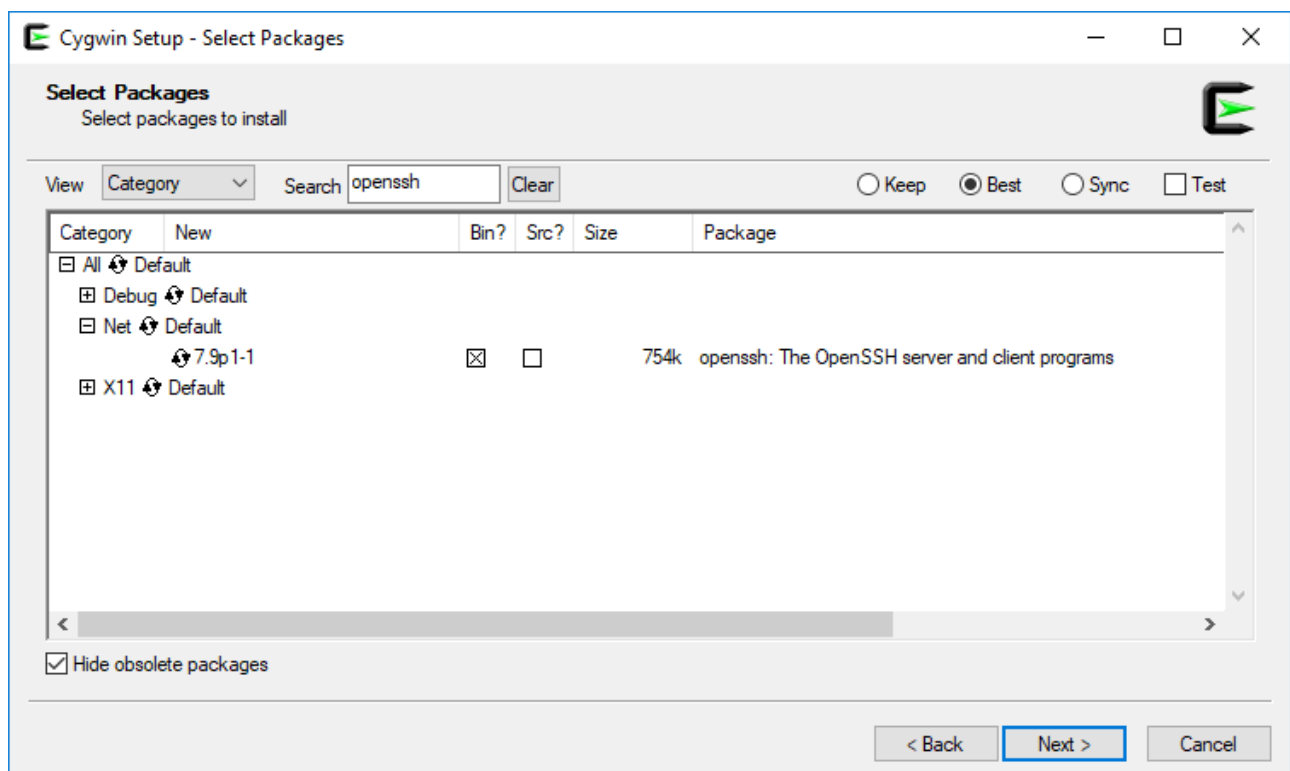 Cygwin Setup - Select Packages
Select Packages
Select packages to install
View Category Search openssh Clear Keep Best Sync Test
Category New Bin? Src? Size Package
All Default
Debug Default
Net Default
7.9p1-1 754k openssh: The OpenSSH server and client programs
X11 Default
Hide obsolete packages
< Back Next > Cancel